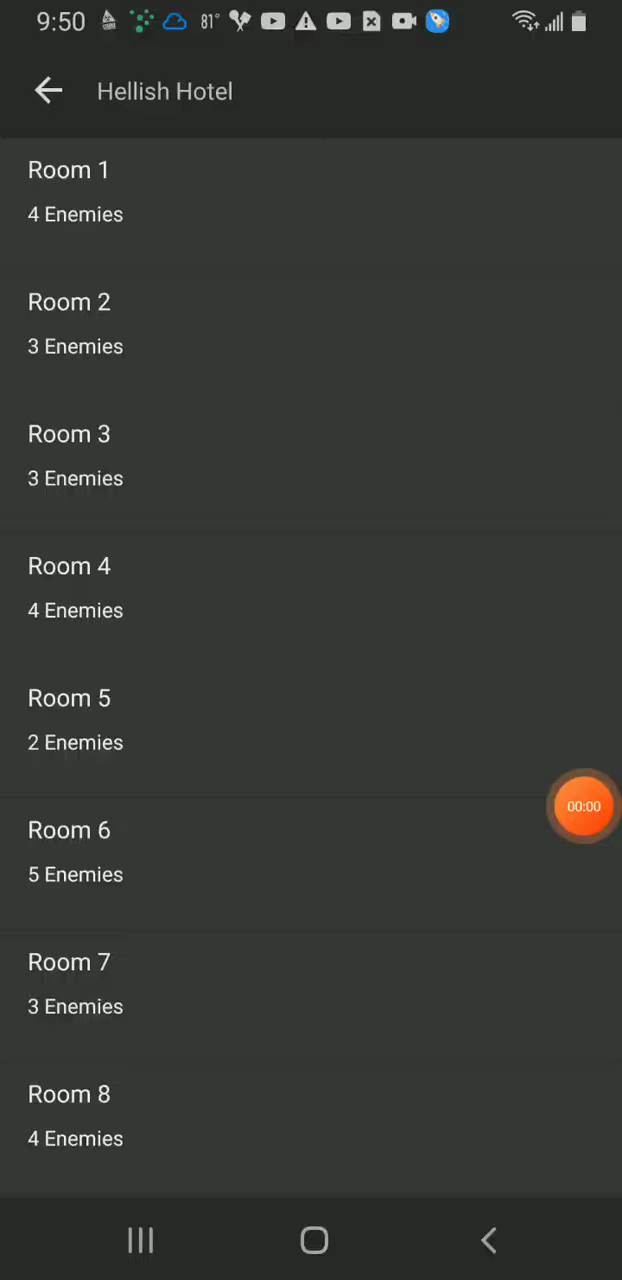 9:50 81°
Hellish Hotel
Room 1
4 Enemies
Room 2
3 Enemies
Room 3
3 Enemies
Room 4
4 Enemies
Room 5
2 Enemies
00:00
Room 6
5 Enemies
Room 7
3 Enemies
Room 8
4 Enemies